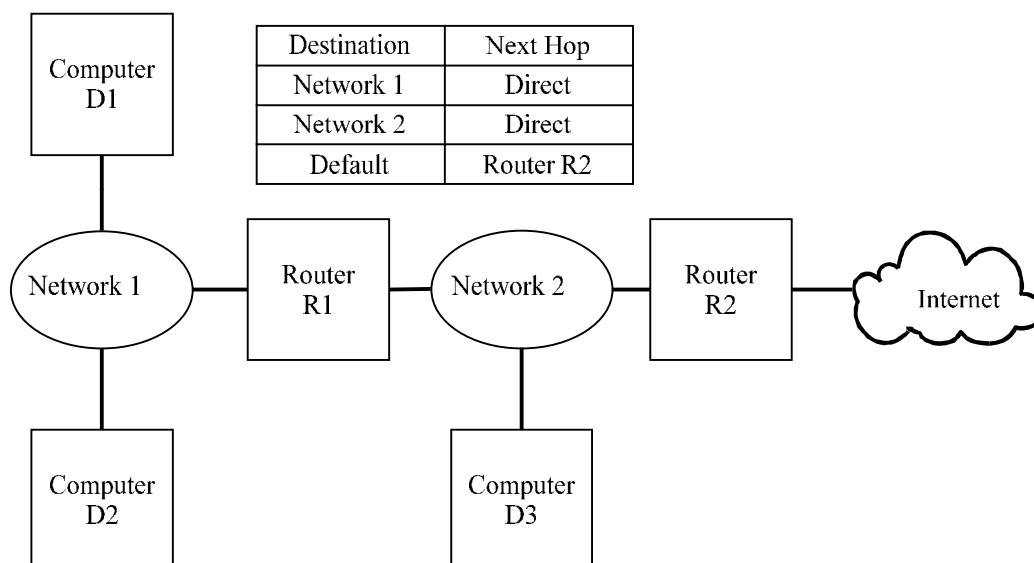 Computer
D1
Destination Next Hop
Network 1 Direct
Network 2 Direct
Default Router R2
Network 1
Router
R1
Network 2
Router
R2
Internet
Computer
D2
Computer
D3